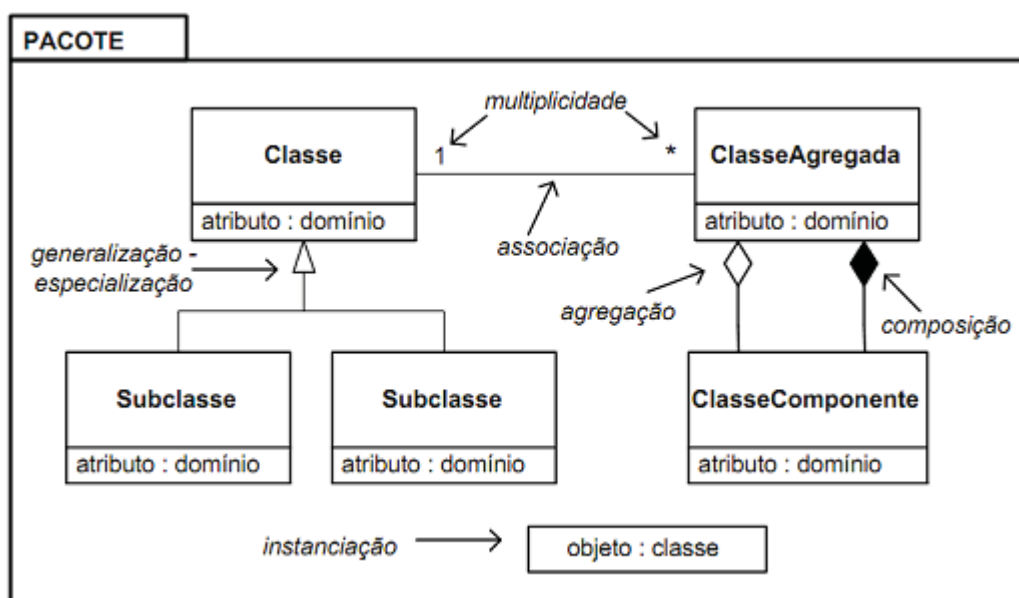 PACOTE
multiplicidade
Classe
1
*
ClasseAgregada
atributo : domínio
atributo : domínio
associação
generalização -
especialização
agregação
composição
Subclasse
Subclasse
ClasseComponente
atributo : domínio
atributo : domínio
atributo : domínio
instanciação
objeto : classe